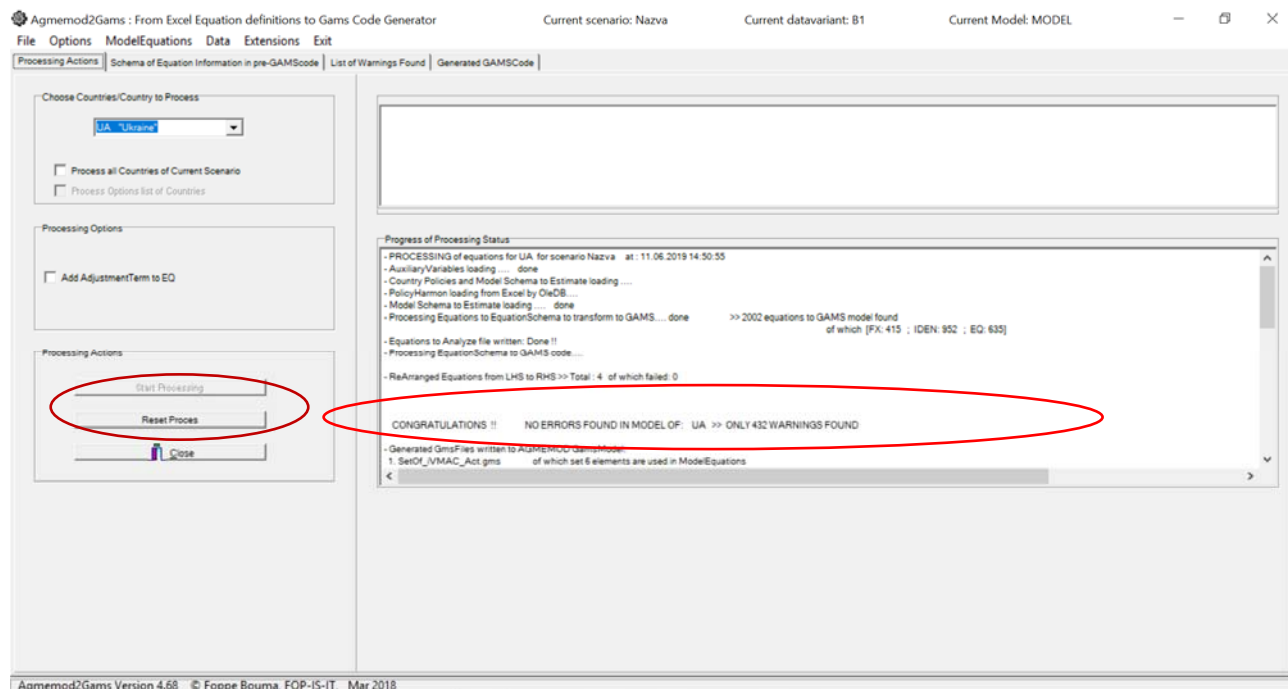 Agmemod2Gams : From Excel Equation definitions to Gams Code Generator Current scenario: Nazva Current datavariant: B1 Current Model: MODEL
File Options ModelEquations Data Extensions Exit
Processing Actions Schema of Equation Information in pre-GAMScode List of Warnings Found Generated GAMSCode
Choose Countries/Country to Process
UA "Ukraine"
Process all Countries of Current Scenario
Process Options list of Countries
Processing Options
Add AdjustmentTerm to EQ
Processing Actions
Start Processing
Reset Proces
Close
Progress of Processing Status
- PROCESSING of equations for UA for scenario Nazva at : 11.06.2019 14:50:55
- AuxiliaryVariables loading .... done
- Country Policies and Model Schema to Estimate loading ....
- PolicyHarmon loading from Excel by OleDB....
- Model Schema to Estimate loading .... done
- Processing Equations to EquationSchema to transform to GAMS.... done >> 2002 equations to GAMS model found
of which [FX: 415 ; IDEN: 952 ; EQ: 635]
- Equations to Analyze file written: Done !!
- Processing EquationSchema to GAMS code....
- ReArranged Equations from LHS to RHS >> Total : 4 of which failed: 0
CONGRATULATIONS !! NO ERRORS FOUND IN MODEL OF: UA >> ONLY 432 WARNINGS FOUND
- Generated GmsFiles written to AGMEMOD GamsModel:
1. SetOf_iVMAC_Act.gms of which set 6 elements are used in ModelEquations
Agmemod2Gams Version 4.68 © Foppe Bouma, FOP-IS-IT, Mar 2018